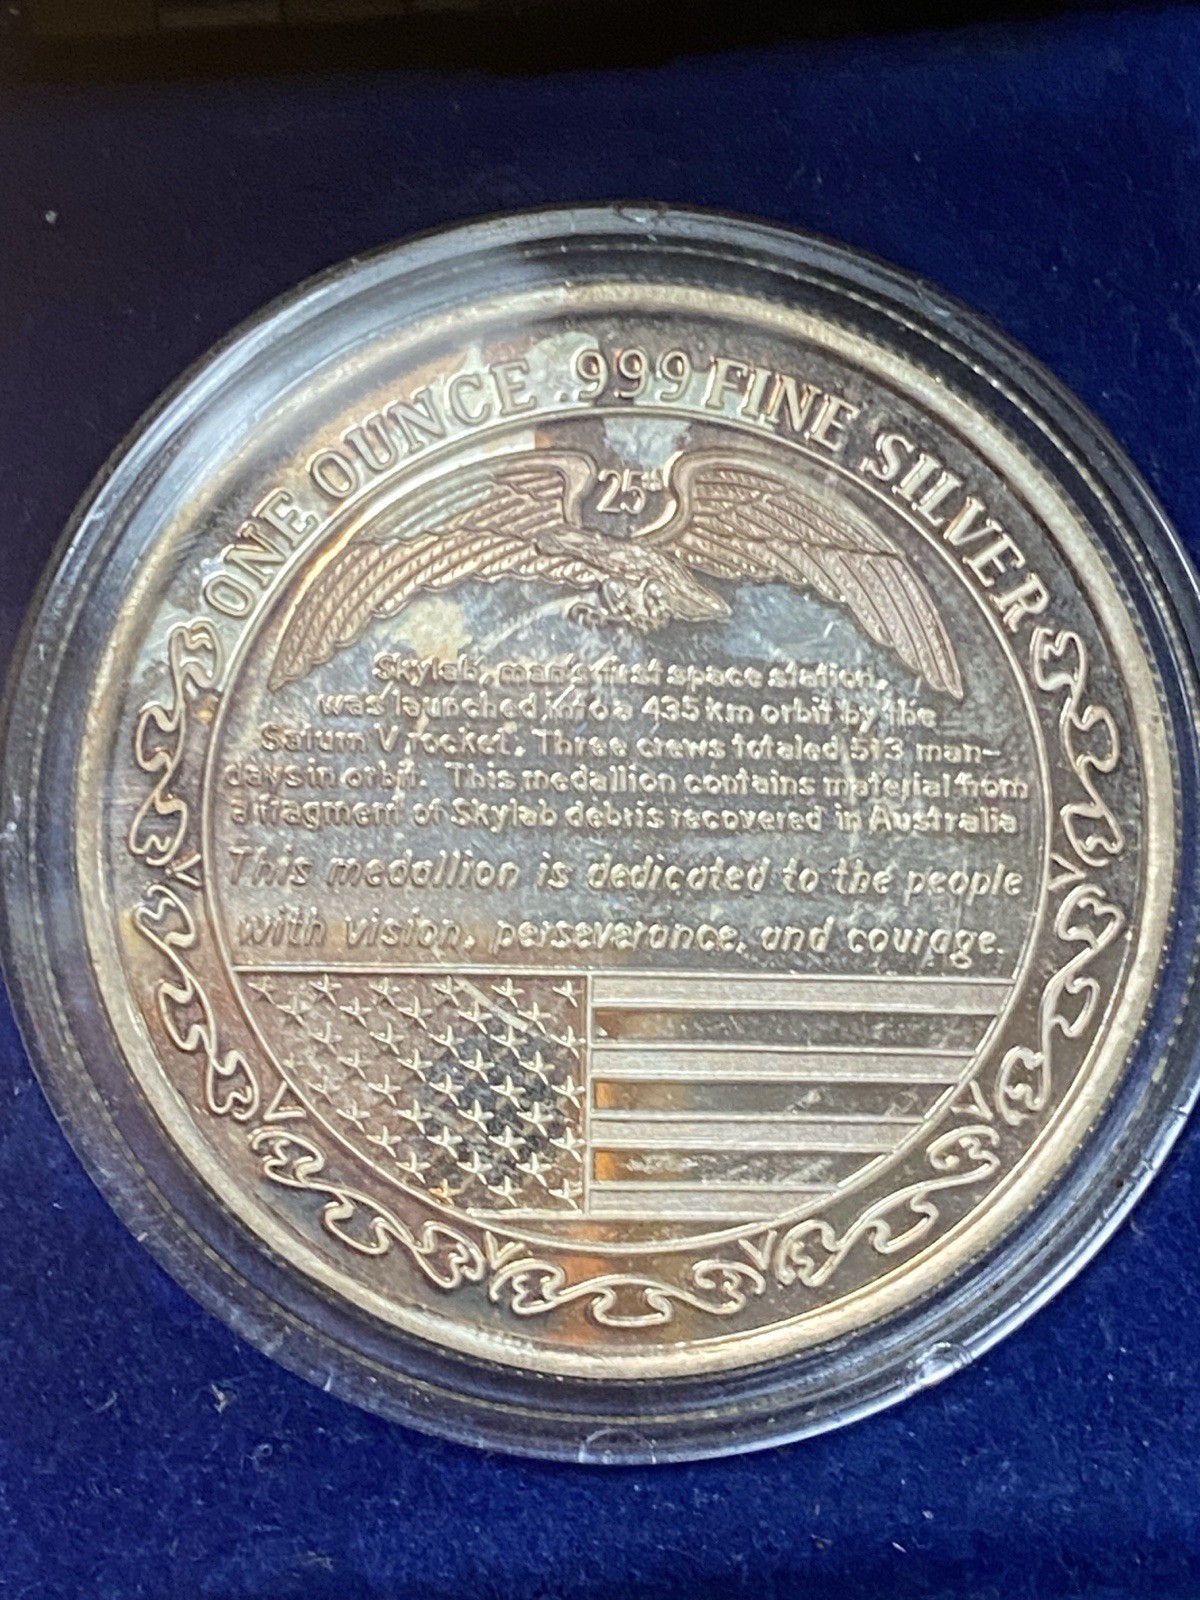 ONE OUNCE .999 FINE SILVER
25th
Skylab, man's first space station,
was launched into a 435 km orbit by the
Saturn V rocket. Three crews totaled 513 man-
days in orbit. This medallion contains material from
a fragment of Skylab debris recovered in Australia
This medallion is dedicated to the people
with vision, perseverance, and courage.